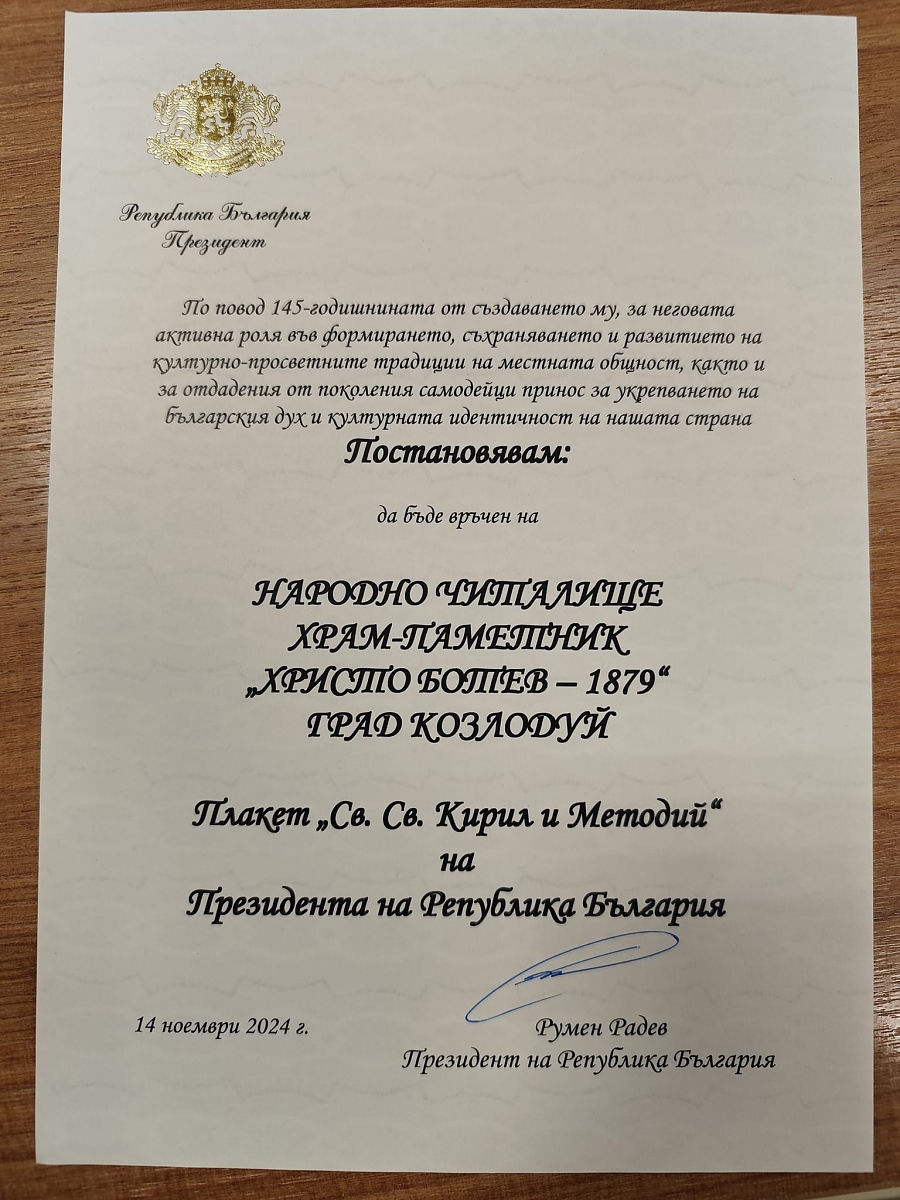 Република България
Президент
По повод 145-годишнината от създаването му, за неговата
активна роля във формирането, съхраняването и развитието на
културно-просветните традиции на местната общност, както и
за отдадения от поколения самодейци принос за укрепването на
българския дух и културната идентичност на нашата страна
Постановявам:
да бъде връчен на
НАРОДНО ЧИТАЛИЩЕ
ХРАМ-ПАМЕТНИК
„ХРИСТО БОТЕВ – 1879“
ГРАД КОЗЛОДУЙ
Плакет „Св. Св. Кирил и Методий“
на
Президента на Република България
14 ноември 2024 г.
Румен Радев
Президент на Република България